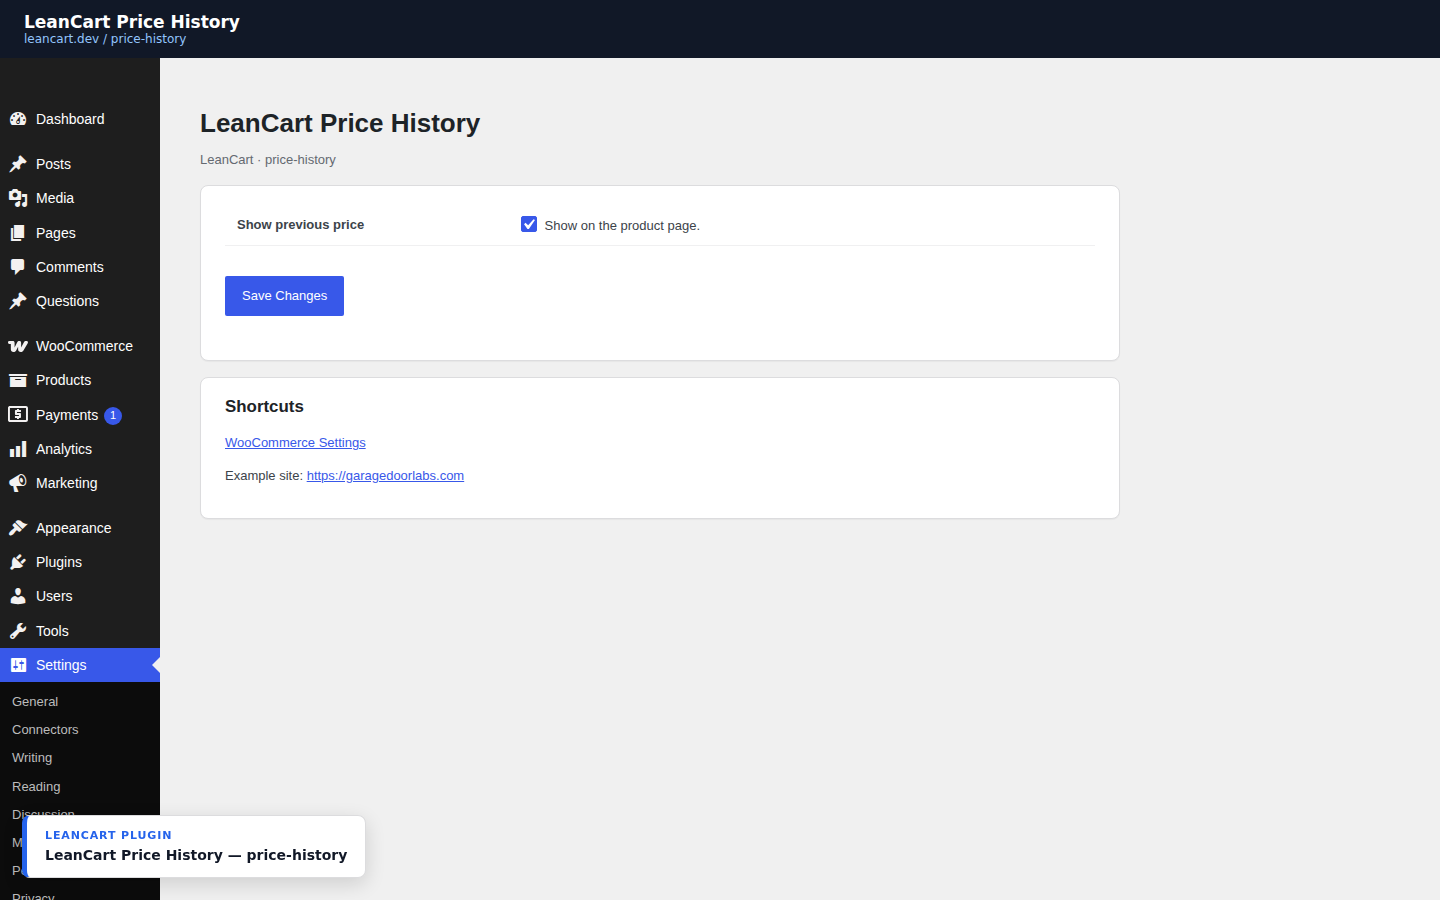 LeanCart Price History
leancart.dev / price-history
Dashboard
Posts
Media
Pages
Comments
Questions
WooCommerce
Products
Payments 1
Analytics
Marketing
Appearance
Plugins
Users
Tools
Settings
General
Connectors
Writing
Reading
Discussion
Privacy
LeanCart Price History
LeanCart · price-history
Show previous price
Show on the product page.
Save Changes
Shortcuts
WooCommerce Settings
Example site: https://garagedoorlabs.com
LEANCART PLUGIN
LeanCart Price History — price-history